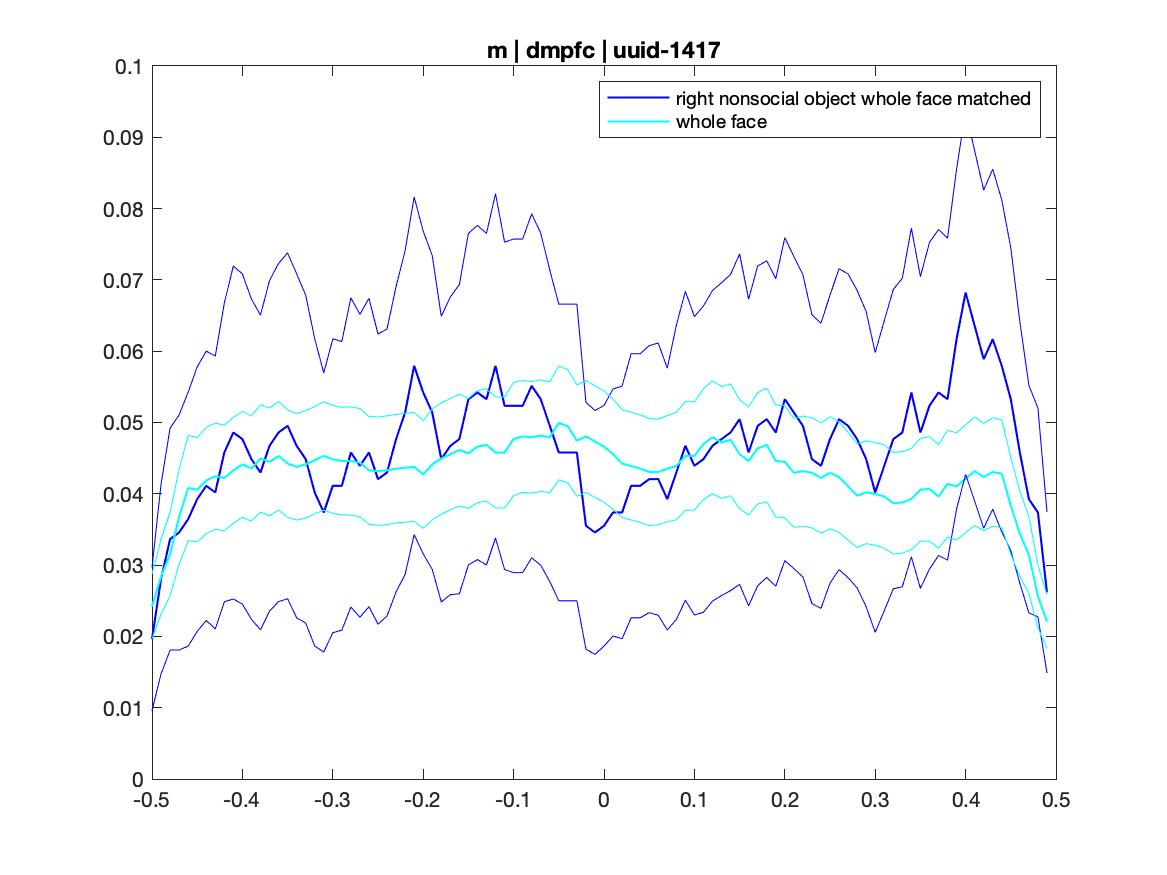 m | dmpfc | uuid-1417
right nonsocial object whole face matched
whole face
0.1
0.09
0.08
0.07
0.06
0.05
0.04
0.03
0.02
0.01
0
-0.5 -0.4 -0.3 -0.2 -0.1 0 0.1 0.2 0.3 0.4 0.5